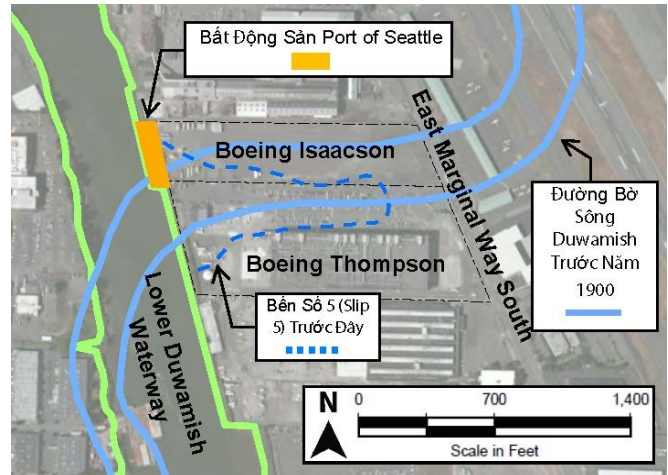 Bất Động Sản Port of Seattle
Boeing Isaacson
East Marginal Way South
Đường Bờ
Sông
Duwamish
Trước Năm
1900
Boeing Thompson
Bến Số 5 (Slip
5) Trước Đây
Lower Duwamish
Waterway
N
0 700 1,400
Scale in Feet